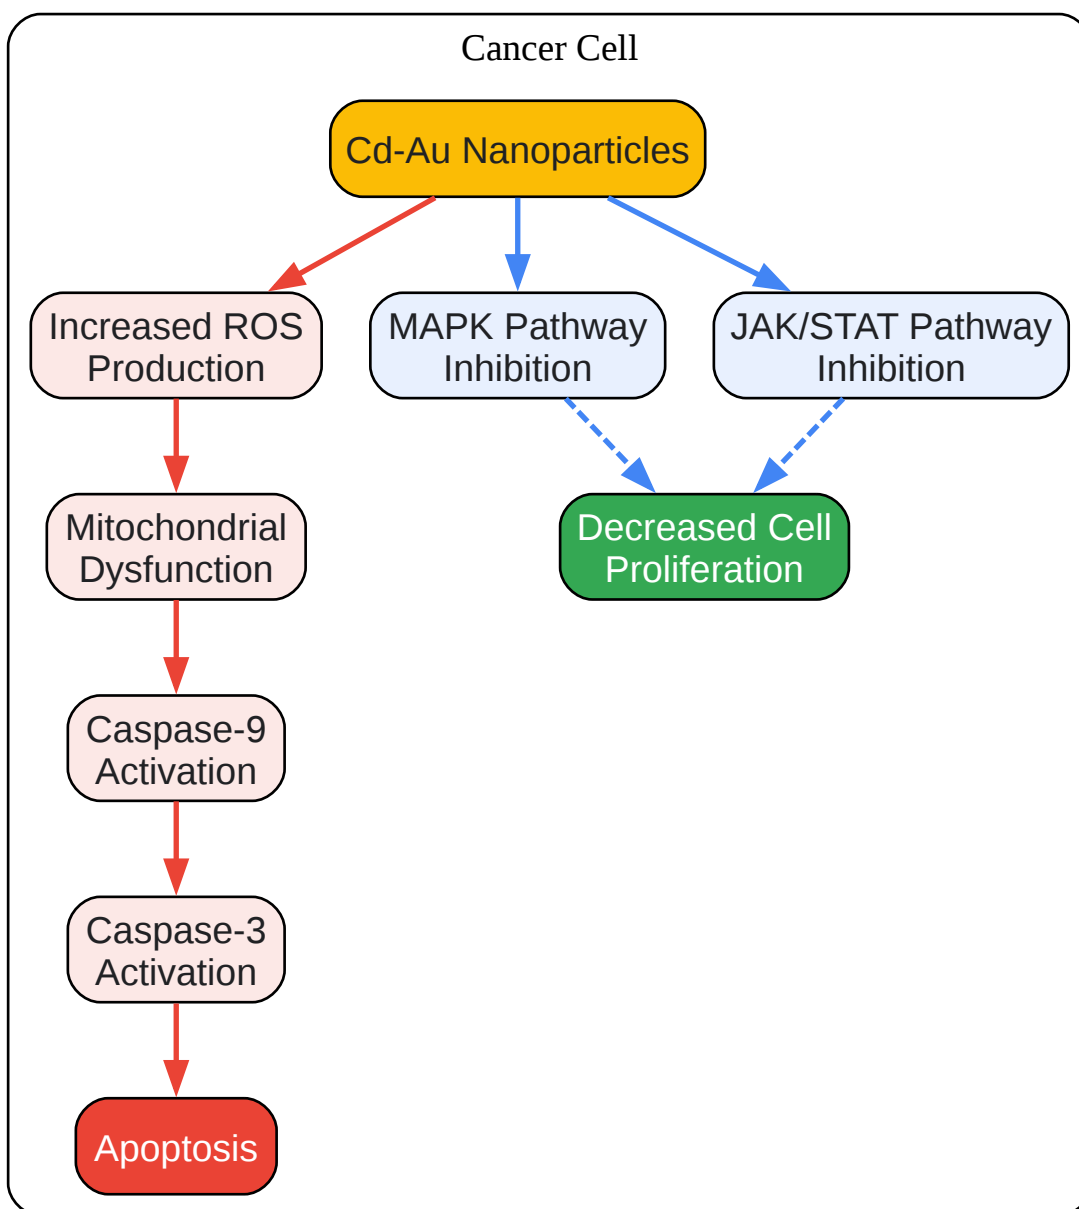 Cancer Cell
Cd-Au Nanoparticles
Increased ROS
Production
MAPK Pathway
Inhibition
JAK/STAT Pathway
Inhibition
Mitochondrial
Dysfunction
Decreased Cell
Proliferation
Caspase-9
Activation
Caspase-3
Activation
Apoptosis